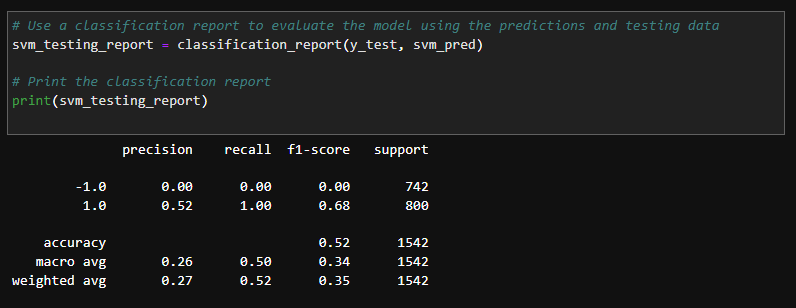 # Use a classification report to evaluate the model using the predictions and testing data
svm_testing_report = classification_report(y_test, svm_pred)
# Print the classification report
print(svm_testing_report)
precision recall f1-score support
-1.0 0.00 0.00 0.00 742
1.0 0.52 1.00 0.68 800
accuracy 0.52 1542
macro avg 0.26 0.50 0.34 1542
weighted avg 0.27 0.52 0.35 1542